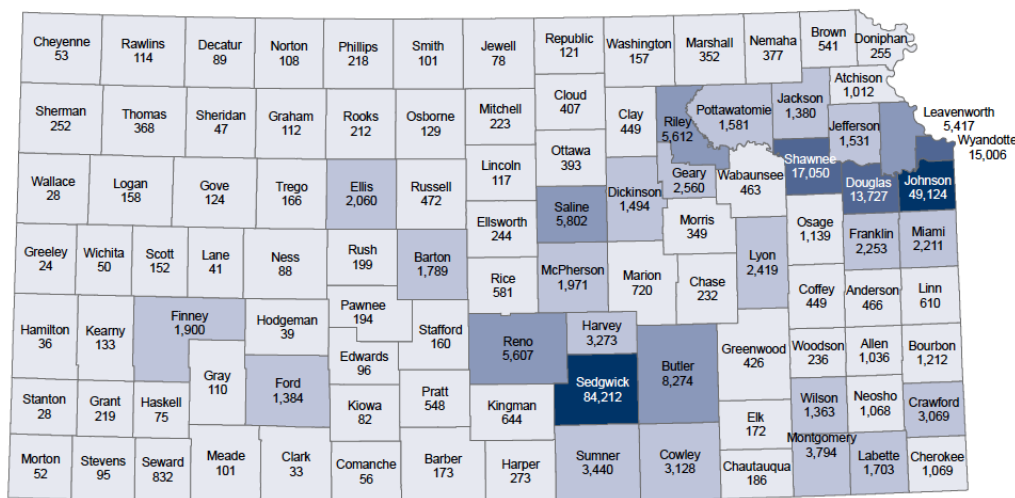 Cheyenne
53
Rawlins
114
Decatur
89
Norton
108
Phillips
218
Smith
101
Jewell
78
Republic
121
Washington
157
Marshall
352
Nemaha
377
Brown
541
Doniphan
255
Atchison
1,012
Sherman
252
Thomas
368
Sheridan
47
Graham
112
Rooks
212
Osborne
129
Mitchell
223
Cloud
407
Clay
449
Riley
5,612
Pottawatomie
1,581
Jackson
1,380
Jefferson
1,531
Leavenworth
5,417
Wyandotte
15,006
Ottawa
393
Lincoln
117
Wallace
28
Logan
158
Gove
124
Trego
166
Ellis
2,060
Russell
472
Saline
5,802
Dickinson
1,494
Geary
2,560
Wabaunsee
463
Shawnee
17,050
Douglas
13,727
Johnson
49,124
Ellsworth
244
Morris
349
Osage
1,139
Franklin
2,253
Miami
2,211
Greeley
24
Wichita
50
Scott
152
Lane
41
Ness
88
Rush
199
Barton
1,789
Rice
581
McPherson
1,971
Marion
720
Chase
232
Lyon
2,419
Coffey
449
Anderson
466
Linn
610
Hamilton
36
Kearny
133
Finney
1,900
Hodgeman
39
Pawnee
194
Stafford
160
Reno
5,607
Harvey
3,273
Butler
8,274
Greenwood
426
Woodson
236
Allen
1,036
Bourbon
1,212
Edwards
96
Gray
110
Ford
1,384
Sedgwick
84,212
Stanton
28
Grant
219
Haskell
75
Kiowa
82
Pratt
548
Kingman
644
Elk
172
Wilson
1,363
Neosho
1,068
Crawford
3,069
Morton
52
Stevens
95
Seward
832
Meade
101
Clark
33
Comanche
56
Barber
173
Harper
273
Sumner
3,440
Cowley
3,128
Chautauqua
186
Montgomery
3,794
Labette
1,703
Cherokee
1,069